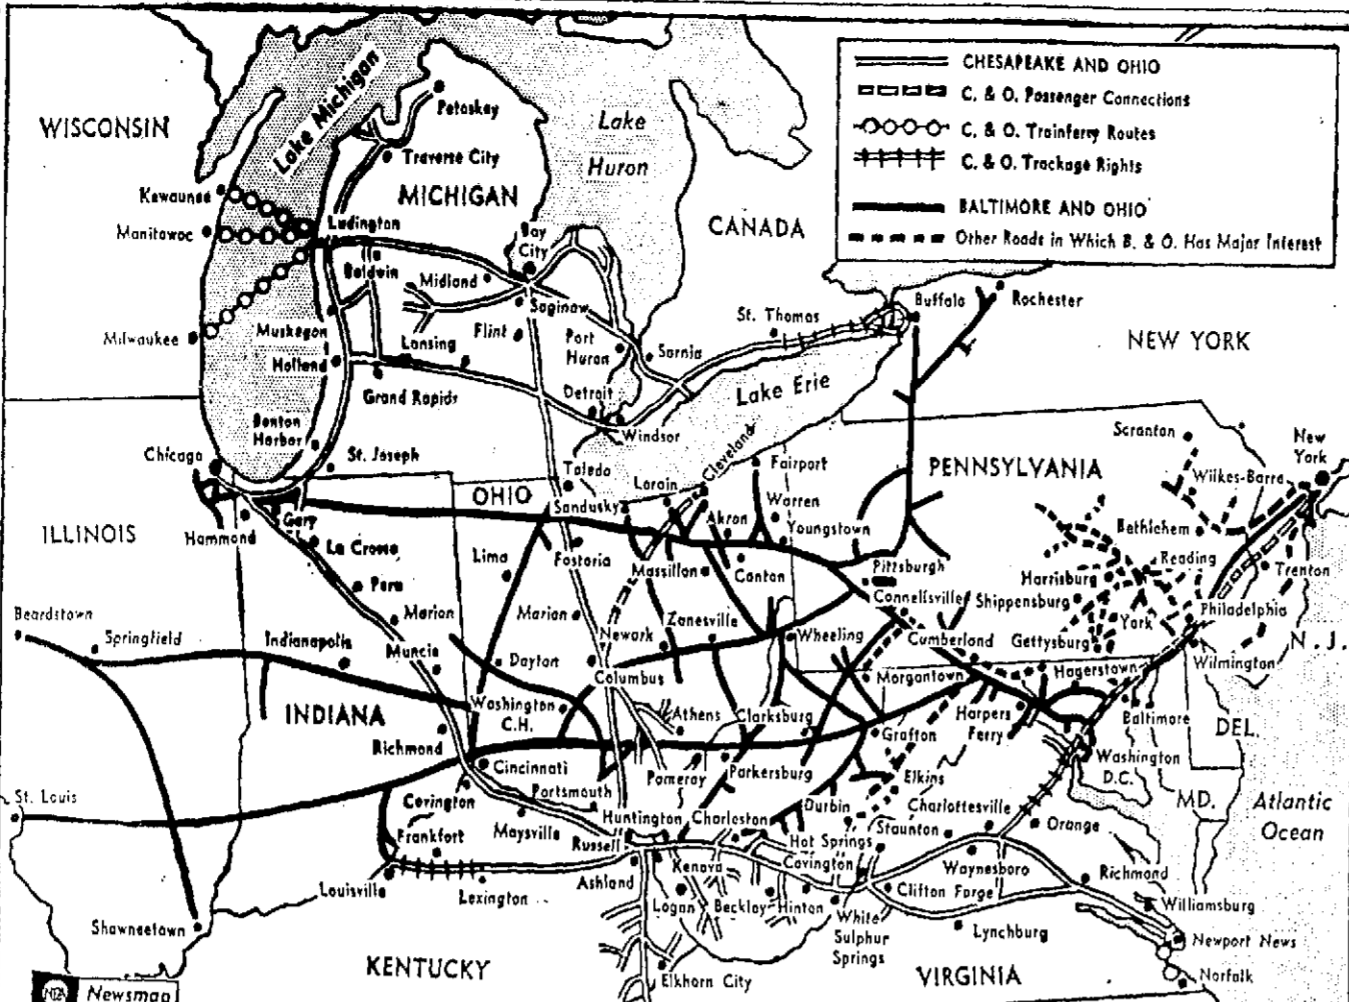 CHESAPEAKE AND OHIO
C. & O. Passenger Connections
C. & O. Trainferry Routes
C. & O. Trackage Rights
BALTIMORE AND OHIO
Other Roads in Which B. & O. Has Major Interest
WISCONSIN
Lake Michigan
Petoskey
Traverse City
MICHIGAN
Lake
Huron
CANADA
Kewaunee
Manitowoc
Milwaukee
Ludington
Baldwin
Midland
Bay
City
Saginaw
Muskegon
Lansing
Flint
Port
Huron
Sarnia
St. Thomas
Buffalo
Rochester
NEW YORK
Holland
Grand Rapids
Detroit
Windsor
Lake Erie
Benton
Harbor
St. Joseph
Chicago
Toledo
Cleveland
Fairport
PENNSYLVANIA
Scranton
New
York
Wilkes-Barre
OHIO
Lorain
Sandusky
Warren
Akron
Youngstown
Bethlehem
ILLINOIS
Hammond
Gary
La Crosse
Lima
Fostoria
Massillon
Canton
Pittsburgh
Reading
Harrisburg
Trenton
Peru
Connellsville
Shippensburg
Philadelphia
Beardstown
Springfield
Indianapolis
Marion
Marion
Muncie
Newark
Zanesville
Wheeling
Cumberland
Gettysburg
York
N. J.
Dayton
Columbus
Morgantown
Hagerstown
Wilmington
INDIANA
Washington
C.H.
Athens
Clarksburg
Harpers
Ferry
Baltimore
DEL.
Richmond
Grafton
Cincinnati
Pomeroy
Parkersburg
Elkins
Washington
D.C.
St. Louis
Covington
Portsmouth
Durbin
Charlottesville
MD.
Atlantic
Ocean
Frankfort
Maysville
Huntington
Charleston
Staunton
Orange
Russell
Hot Springs
Ashland
Kenova
Covington
Waynesboro
Richmond
Louisville
Lexington
Logan
Beckley
Hinton
Clifton Forge
Williamsburg
White
Sulphur
Springs
Lynchburg
Shawneetown
Newport News
KENTUCKY
Elkhorn City
VIRGINIA
Norfolk
NEA
Newsmap